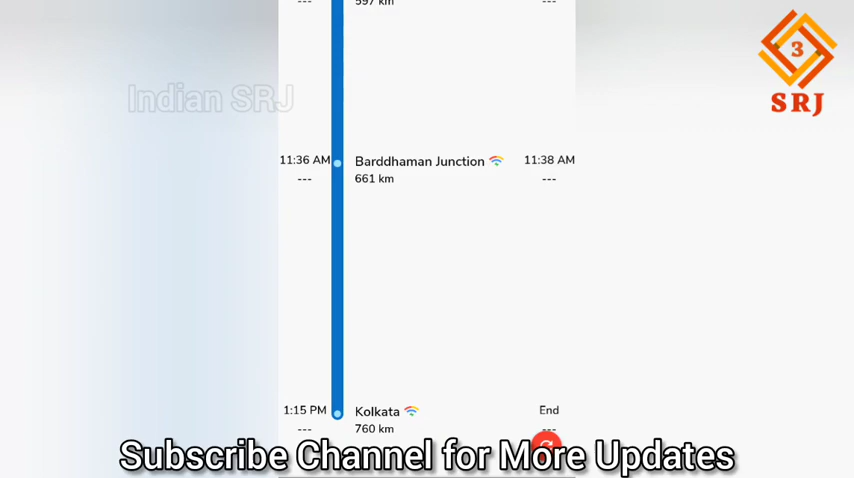 ---
597 km
---
3
SRJ
Indian SRJ
11:36 AM
Barddhaman Junction
11:38 AM
---
661 km
---
1:15 PM
Kolkata
End
---
760 km
---
Subscribe Channel for More Updates